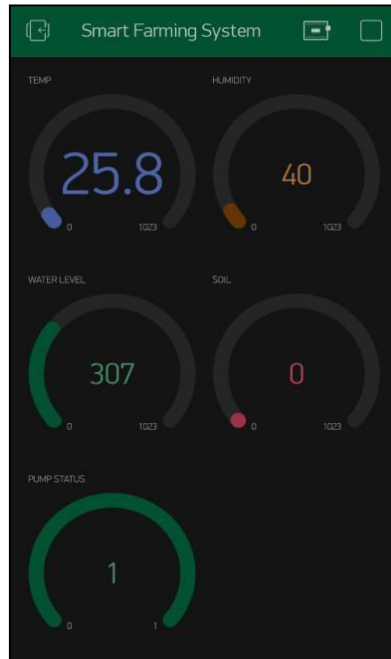 Smart Farming System
TEMP
25.8
0 1023
HUMIDITY
40
0 1023
WATER LEVEL
307
0 1023
SOIL
0
0 1023
PUMP STATUS
1
0 1